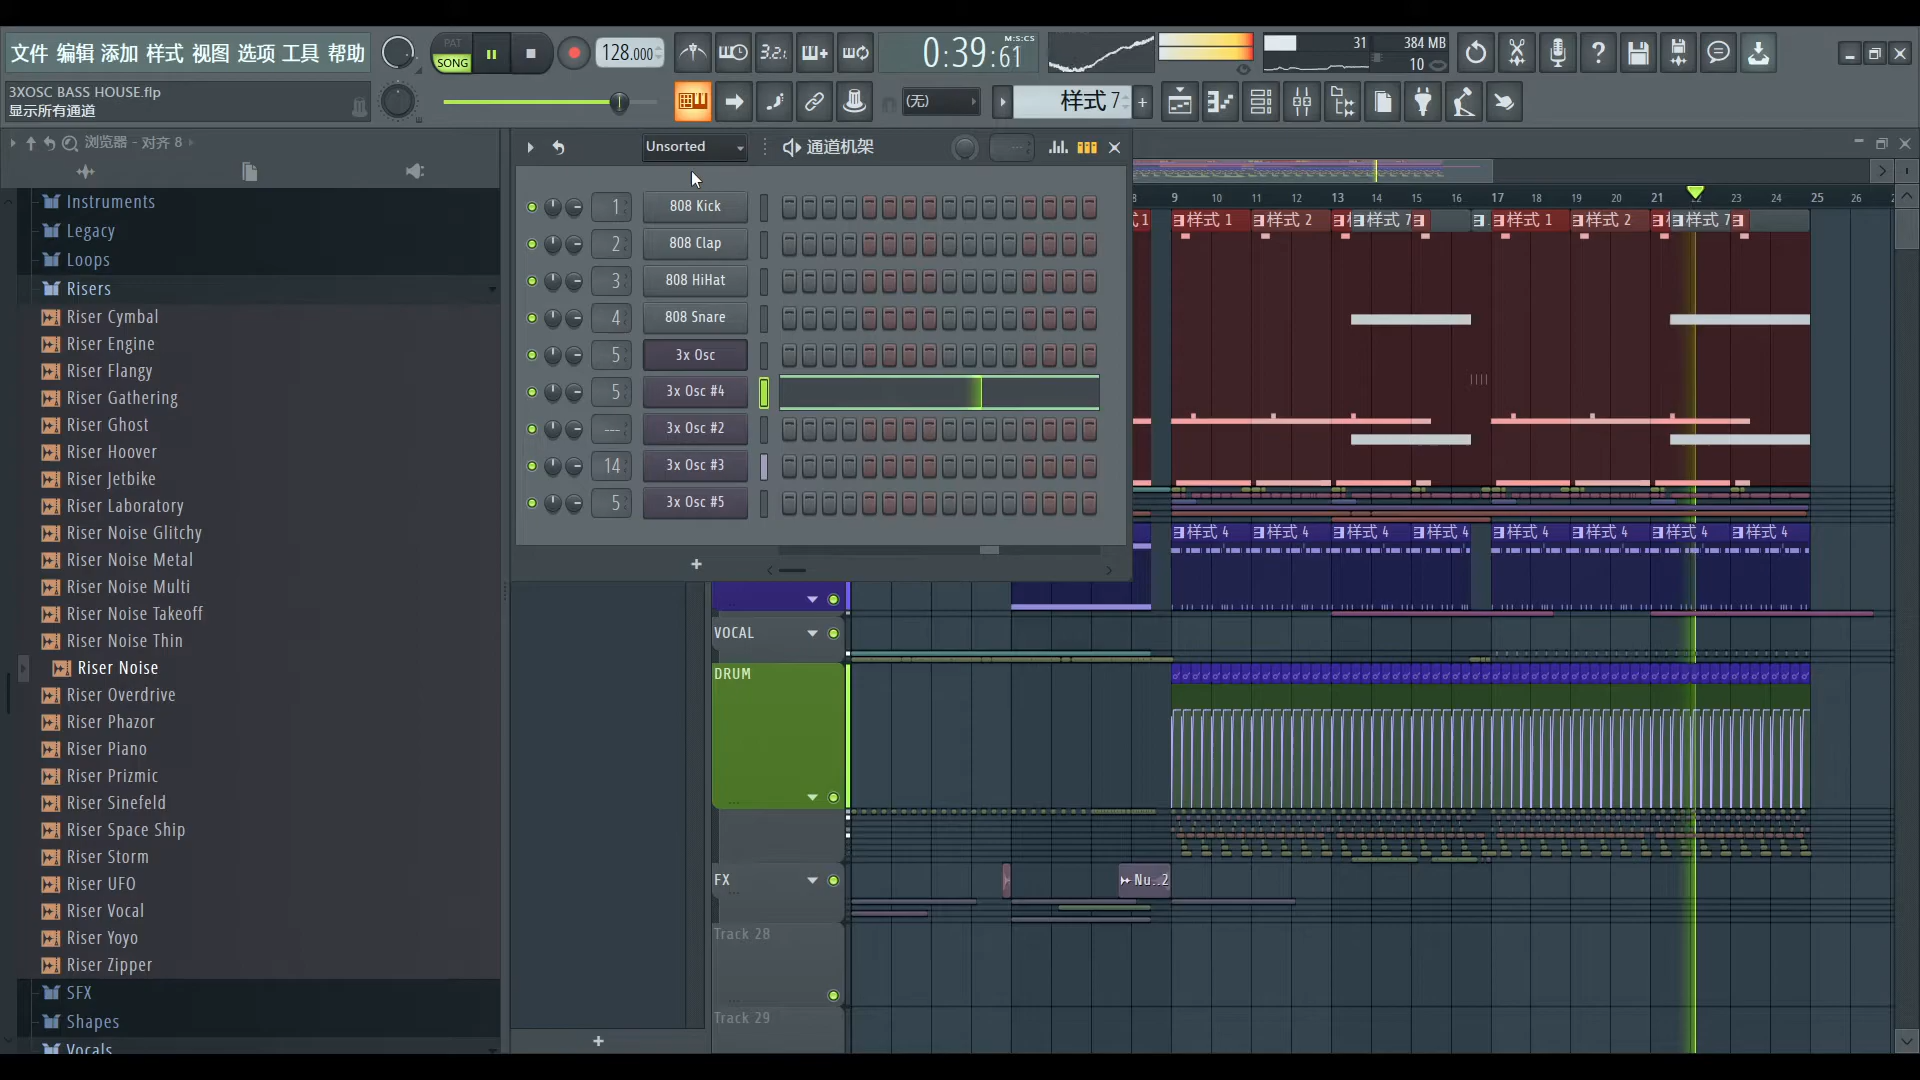 文件 编辑 添加 样式 视图 选项 工具 帮助
PAT
SONG
128.000
3.2.
0:39:61
M:S:CS
31
384 MB
10
3XOSC BASS HOUSE.flp
显示所有通道
(无)
样式 7
浏览器 - 对齐 8
Unsorted
通道机架
Instruments
Legacy
Loops
Risers
Riser Cymbal
Riser Engine
Riser Flangy
Riser Gathering
Riser Ghost
Riser Hoover
Riser Jetbike
Riser Laboratory
Riser Noise Glitchy
Riser Noise Metal
Riser Noise Multi
Riser Noise Takeoff
Riser Noise Thin
Riser Noise
Riser Overdrive
Riser Phazor
Riser Piano
Riser Prizmic
Riser Sinefeld
Riser Space Ship
Riser Storm
Riser UFO
Riser Vocal
Riser Yoyo
Riser Zipper
SFX
Shapes
Vocals
1 808 Kick
2 808 Clap
3 808 HiHat
4 808 Snare
5 3x Osc
5 3x Osc #4
--- 3x Osc #2
14 3x Osc #3
5 3x Osc #5
9 10 11 12 13 14 15 16 17 18 19 20 21 22 23 24 25 26
样式 1 样式 2 样式 7 样式 1 样式 2 样式 7
样式 4 样式 4 样式 4 样式 4 样式 4 样式 4 样式 4 样式 4
VOCAL
DRUM
FX
Nu..2
Track 28
Track 29